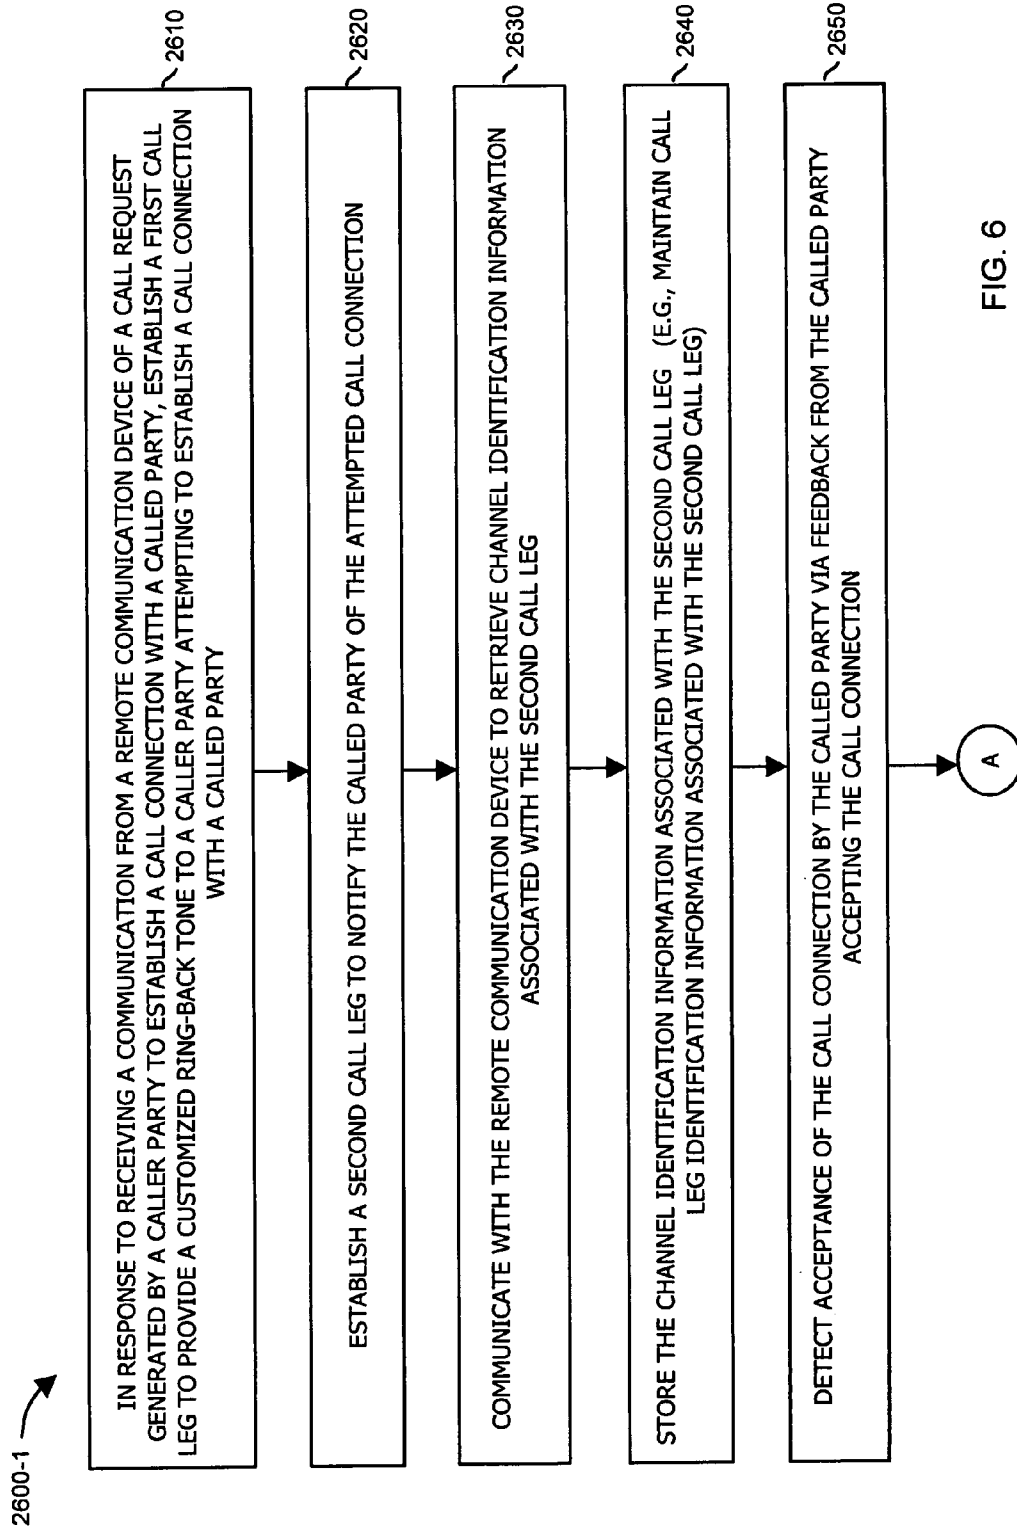 2600-1
IN RESPONSE TO RECEIVING A COMMUNICATION FROM A REMOTE COMMUNICATION DEVICE OF A CALL REQUEST
GENERATED BY A CALLER PARTY TO ESTABLISH A CALL CONNECTION WITH A CALLED PARTY, ESTABLISH A FIRST CALL
LEG TO PROVIDE A CUSTOMIZED RING-BACK TONE TO A CALLER PARTY ATTEMPTING TO ESTABLISH A CALL CONNECTION
WITH A CALLED PARTY
2610
ESTABLISH A SECOND CALL LEG TO NOTIFY THE CALLED PARTY OF THE ATTEMPTED CALL CONNECTION
2620
COMMUNICATE WITH THE REMOTE COMMUNICATION DEVICE TO RETRIEVE CHANNEL IDENTIFICATION INFORMATION
ASSOCIATED WITH THE SECOND CALL LEG
2630
STORE THE CHANNEL IDENTIFICATION INFORMATION ASSOCIATED WITH THE SECOND CALL LEG (E.G., MAINTAIN CALL
LEG IDENTIFICATION INFORMATION ASSOCIATED WITH THE SECOND CALL LEG)
2640
DETECT ACCEPTANCE OF THE CALL CONNECTION BY THE CALLED PARTY VIA FEEDBACK FROM THE CALLED PARTY
ACCEPTING THE CALL CONNECTION
2650
A
FIG. 6